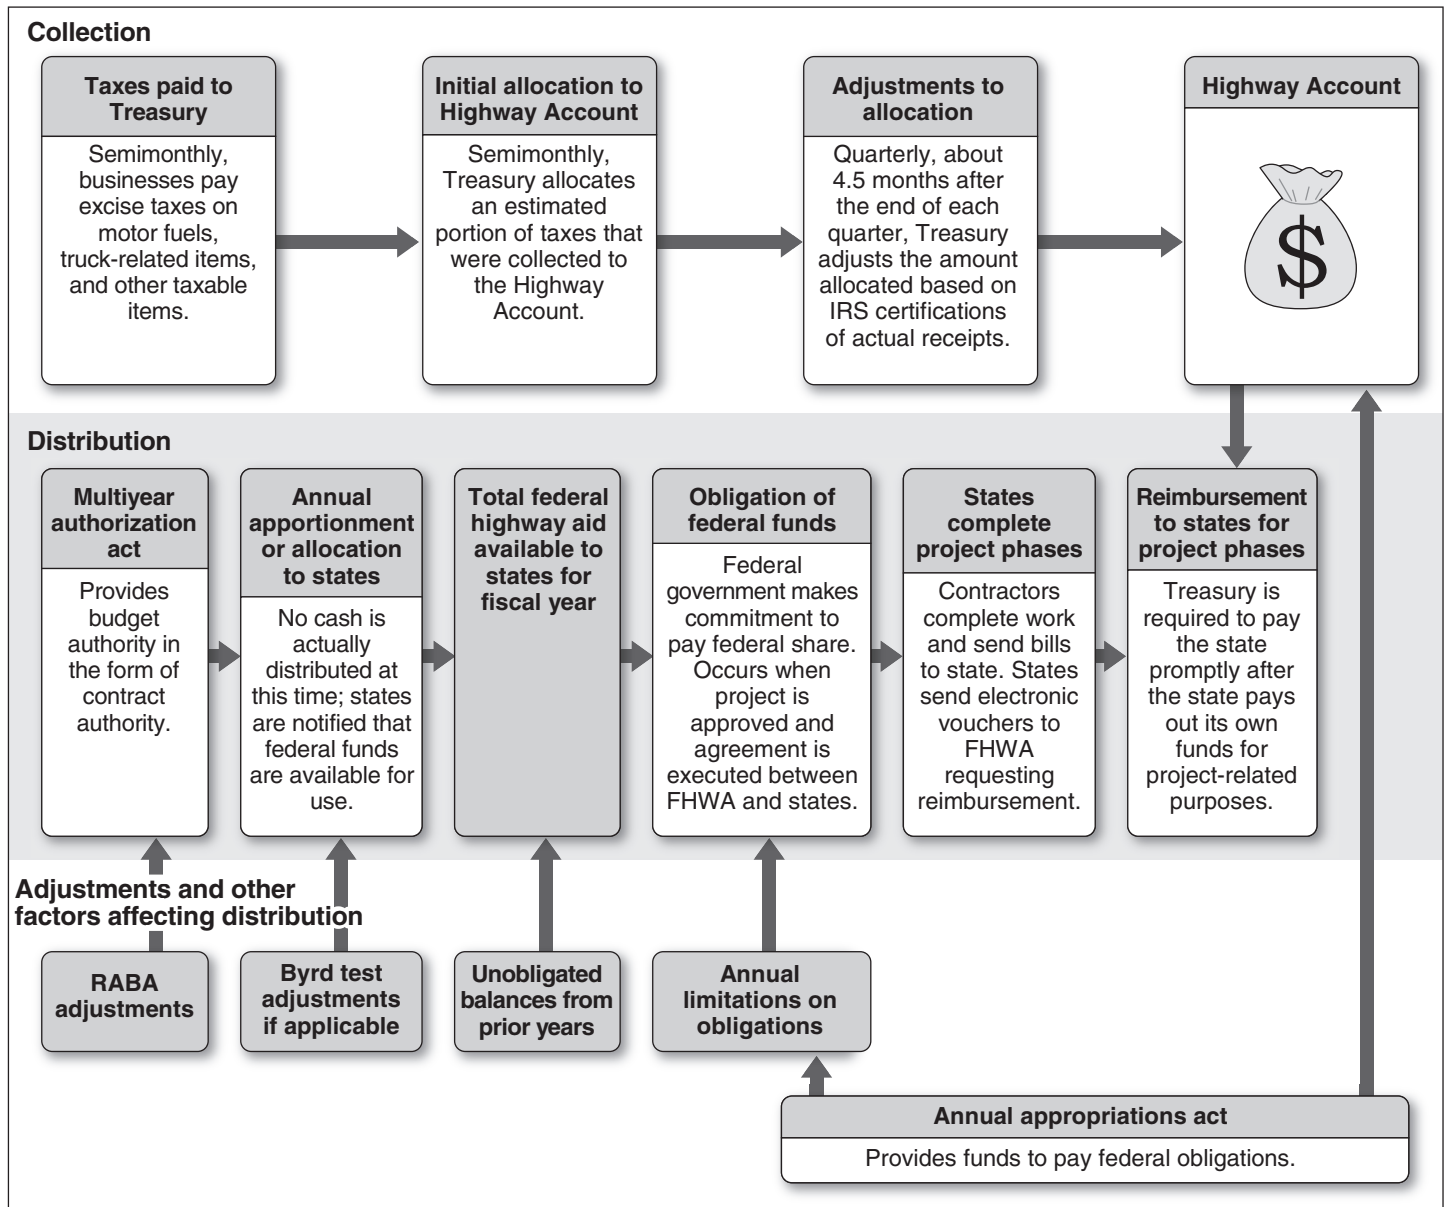 Collection
Taxes paid to
Treasury
Semimonthly,
businesses pay
excise taxes on
motor fuels,
truck-related items,
and other taxable
items.
Initial allocation to
Highway Account
Semimonthly,
Treasury allocates
an estimated
portion of taxes that
were collected to
the Highway
Account.
Adjustments to
allocation
Quarterly, about
4.5 months after
the end of each
quarter, Treasury
adjusts the amount
allocated based on
IRS certifications
of actual receipts.
Highway Account
$
Distribution
Multiyear
authorization
act
Provides
budget
authority in
the form of
contract
authority.
Annual
apportionment
or allocation
to states
No cash is
actually
distributed at
this time; states
are notified that
federal funds
are available for
use.
Total federal
highway aid
available to
states for
fiscal year
Obligation of
federal funds
Federal
government makes
commitment to
pay federal share.
Occurs when
project is
approved and
agreement is
executed between
FHWA and states.
States
complete
project phases
Contractors
complete work
and send bills
to state. States
send electronic
vouchers to
FHWA
requesting
reimbursement.
Reimbursement
to states for
project phases
Treasury is
required to pay
the state
promptly after
the state pays
out its own
funds for
project-related
purposes.
Adjustments and other
factors affecting distribution
RABA
adjustments
Byrd test
adjustments
if applicable
Unobligated
balances from
prior years
Annual
limitations on
obligations
Annual appropriations act
Provides funds to pay federal obligations.